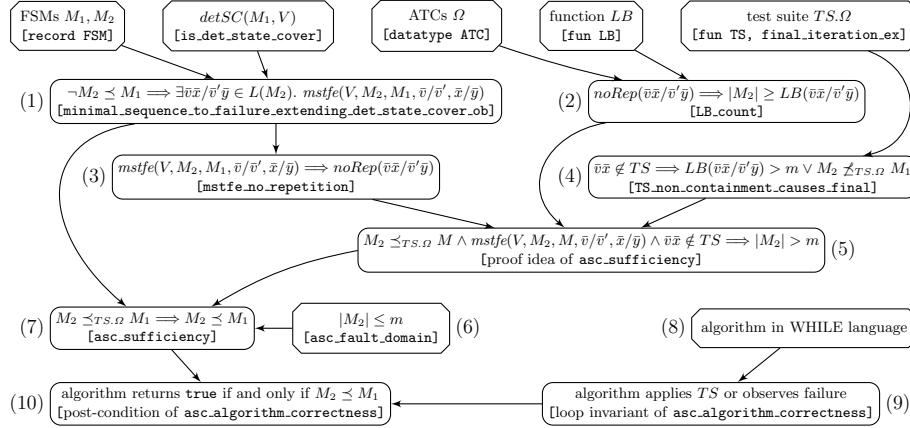 FSMs M₁, M₂
[record FSM]
detSC(M₁, V)
[is_det_state_cover]
ATCs Ω
[datatype ATC]
function LB
[fun LB]
test suite TS.Ω
[fun TS, final_iteration_ex]
(1)
¬M₂ ⪯ M₁ ⟹ ∃v̄x̄/v̄′ȳ ∈ L(M₂). mstfe(V, M₂, M₁, v̄/v̄′, x̄/ȳ)
[minimal_sequence_to_failure_extending_det_state_cover_ob]
(2)
noRep(v̄x̄/v̄′ȳ) ⟹ |M₂| ≥ LB(v̄x̄/v̄′ȳ)
[LB_count]
(3)
mstfe(V, M₂, M₁, v̄/v̄′, x̄/ȳ) ⟹ noRep(v̄x̄/v̄′ȳ)
[mstfe_no_repetition]
(4)
v̄x̄ ∉ TS ⟹ LB(v̄x̄/v̄′ȳ) > m ∨ M₂ ⋠_TS.Ω M₁
[TS_non_containment_causes_final]
M₂ ⪯_TS.Ω M ∧ mstfe(V, M₂, M, v̄/v̄′, x̄/ȳ) ∧ v̄x̄ ∉ TS ⟹ |M₂| > m
[proof idea of asc_sufficiency]
(5)
(7)
M₂ ⪯_TS.Ω M₁ ⟹ M₂ ⪯ M₁
[asc_sufficiency]
|M₂| ≤ m
[asc_fault_domain]
(6)
(8)
algorithm in WHILE language
(10)
algorithm returns true if and only if M₂ ⪯ M₁
[post-condition of asc_algorithm_correctness]
algorithm applies TS or observes failure
[loop invariant of asc_algorithm_correctness]
(9)